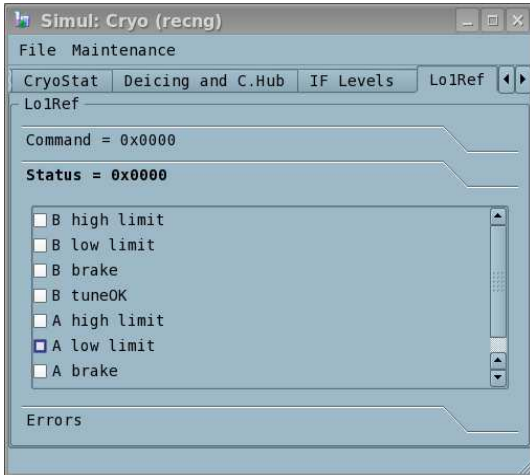 Simul: Cryo (recng)
File Maintenance
CryoStat Deicing and C.Hub IF Levels Lo1Ref
Lo1Ref
Command = 0x0000
Status = 0x0000
B high limit
B low limit
B brake
B tuneOK
A high limit
A low limit
A brake
Errors